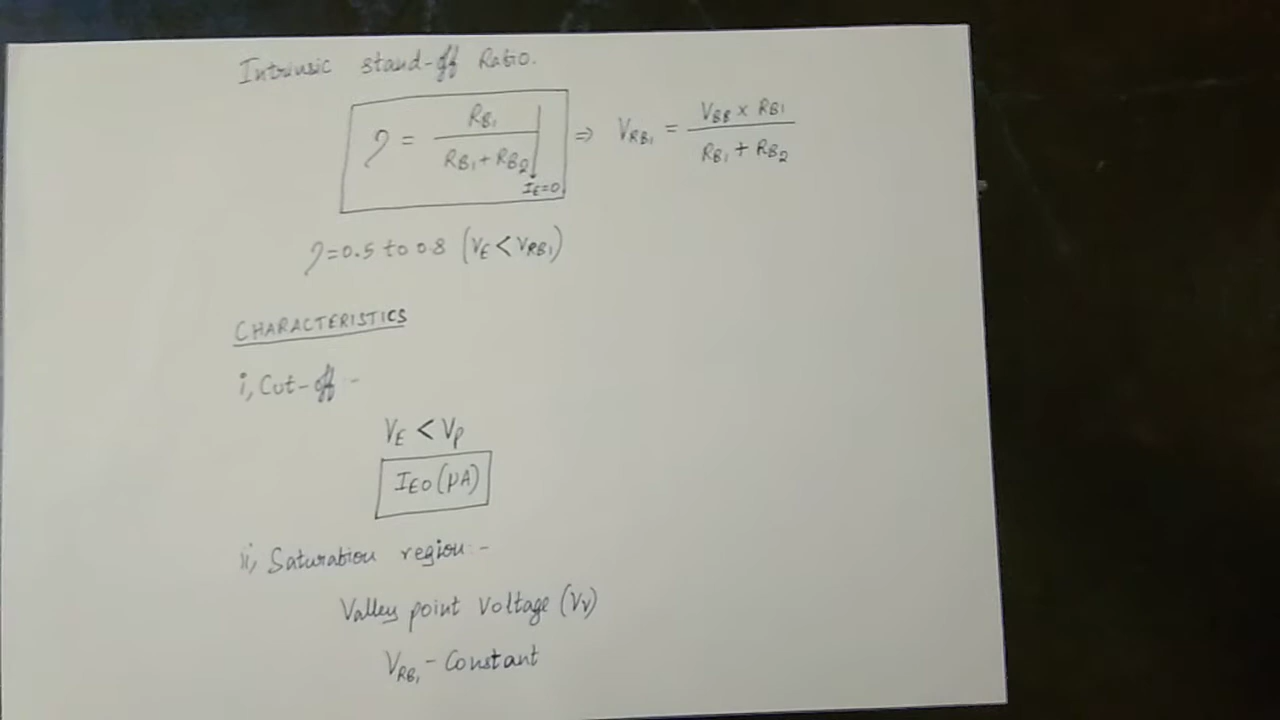 Intrinsic stand-off Ratio.
η = RB1 / RB1 + RB2 | IE=0 ⇒ VRB1 = VBB × RB1 / RB1 + RB2
η = 0.5 to 0.8 (VE < VRB1)
CHARACTERISTICS
i, Cut-off -
VE < VP
IEO (µA)
ii, Saturation region:-
Valley point voltage (Vv)
VRB1 - Constant